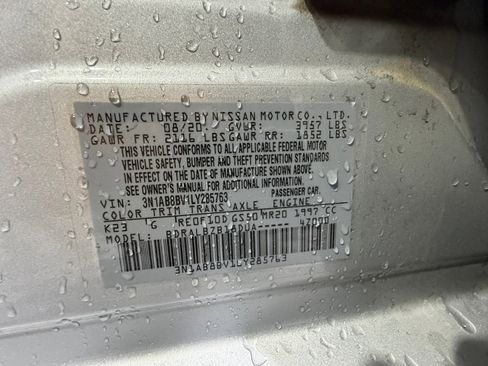 MANUFACTURED BY NISSAN MOTOR CO., LTD.
DATE: 08/20 GVWR: 3957 LBS
GAWR FR: 2116 LBS GAWR RR: 1852 LBS
THIS VEHICLE CONFORMS TO ALL APPLICABLE FEDERAL MOTOR
VEHICLE SAFETY, BUMPER AND THEFT PREVENTION STANDARDS
IN EFFECT ON THE DATE OF MANUFACTURE SHOWN ABOVE.
SEE OWNER'S MANUAL FOR ADDITIONAL INFORMATION.
PASSENGER CAR
VIN: 3N1AB8BV1LY285763
COLOR TRIM TRANS AXLE ENGINE
K23 G RE0F10D GS50 MR20 1997 CC
MODEL: BDRALBZB18DUA----- 4Z000
3N1AB8BV1LY285763